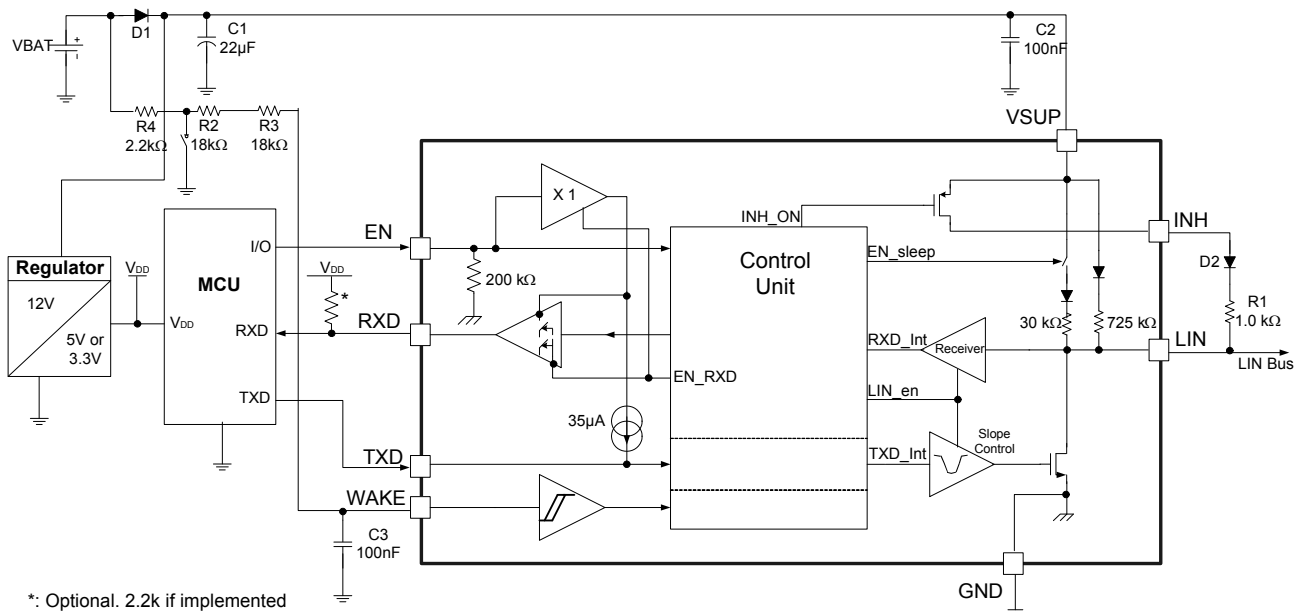 VBAT
+
D1
C1
22µF
C2
100nF
R4
2.2kΩ
R2
18kΩ
R3
18kΩ
VSUP
X 1
INH_ON
INH
I/O
EN
200 kΩ
EN_sleep
Control
Unit
D2
Regulator
12V
5V or
3.3V
VDD
MCU
VDD
VDD
*
RXD
RXD
30 kΩ
725 kΩ
R1
1.0 kΩ
RXD_Int
Receiver
LIN
LIN Bus
EN_RXD
LIN_en
TXD
35µA
TXD
TXD_Int
Slope
Control
WAKE
C3
100nF
GND
*: Optional. 2.2k if implemented